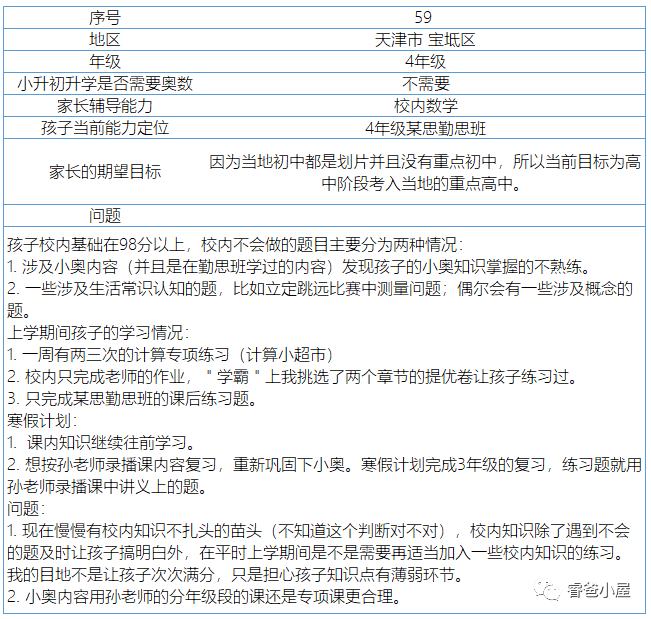 序号 59
地区 天津市 宝坻区
年级 4年级
小升初升学是否需要奥数 不需要
家长辅导能力 校内数学
孩子当前能力定位 4年级某思勤思班
家长的期望目标 因为当地初中都是划片并且没有重点初中，所以当前目标为高
中阶段考入当地的重点高中。
问题
孩子校内基础在98分以上，校内不会做的题目主要分为两种情况：
1. 涉及小奥内容（并且是在勤思班学过的内容）发现孩子的小奥知识掌握的不熟练。
2. 一些涉及生活常识认知的题，比如立定跳远比赛中测量问题；偶尔会有一些涉及概念的
题。
上学期间孩子的学习情况：
1. 一周有两三次的计算专项练习（计算小超市）
2. 校内只完成老师的作业，＂学霸＂上我挑选了两个章节的提优卷让孩子练习过。
3. 只完成某思勤思班的课后练习题。
寒假计划：
1. 课内知识继续往前学习。
2. 想按孙老师录播课内容复习，重新巩固下小奥。寒假计划完成3年级的复习，练习题就用
孙老师录播课中讲义上的题。
问题：
1. 现在慢慢有校内知识不扎头的苗头（不知道这个判断对不对），校内知识除了遇到不会
的题及时让孩子搞明白外，在平时上学期间是不是需要再适当加入一些校内知识的练习。
我的目地不是让孩子次次满分，只是担心孩子知识点有薄弱环节。
2. 小奥内容用孙老师的分年级段的课还是专项课更合理。
睿爸小屋